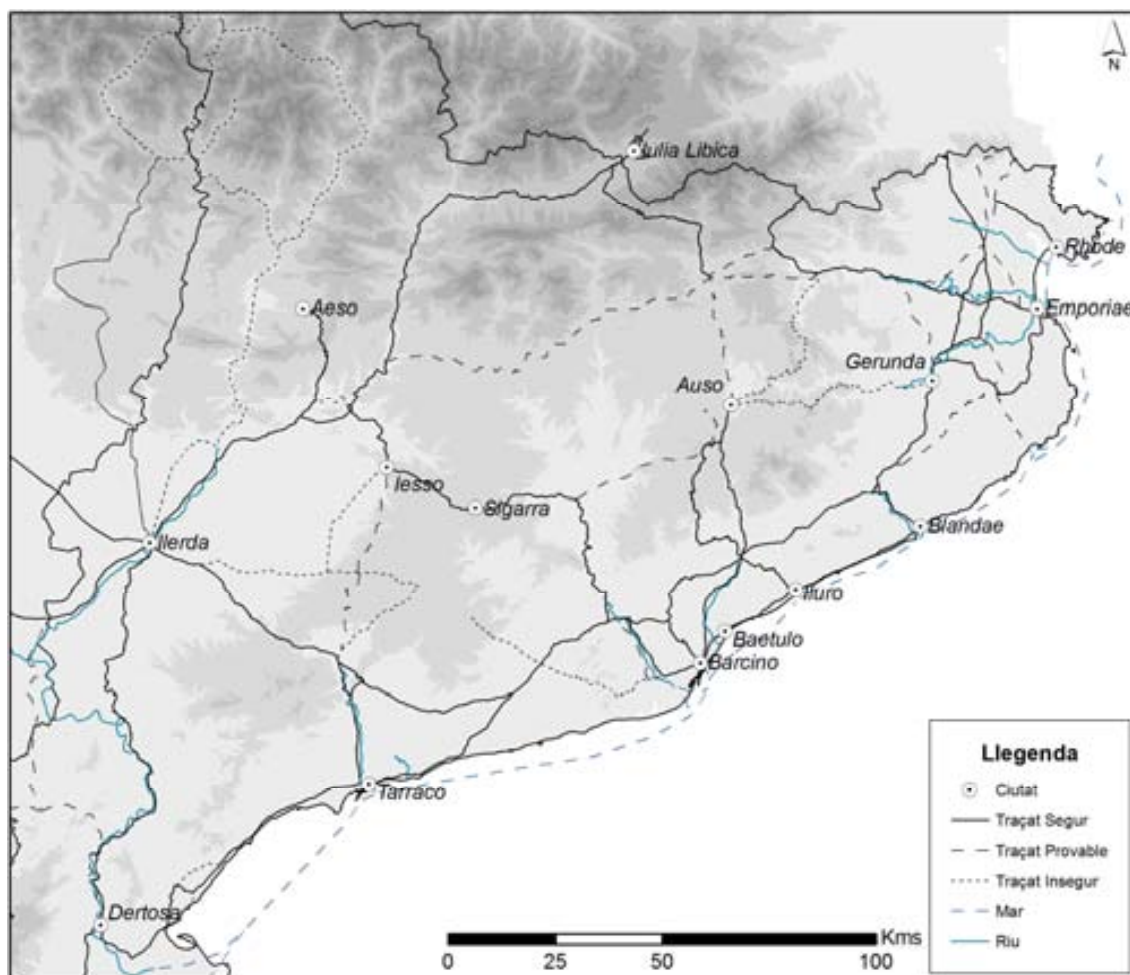 N
Iulia Libica
Rhode
Aeso
Emporiae
Gerunda
Auso
Iesso
Sigarra
Blandae
Ilerda
Iluro
Baetulo
Barcino
Tarraco
Dertosa
Kms
0 25 50 100
Llegenda
Ciutat
Traçat Segur
Traçat Provable
Traçat Insegur
Mar
Riu